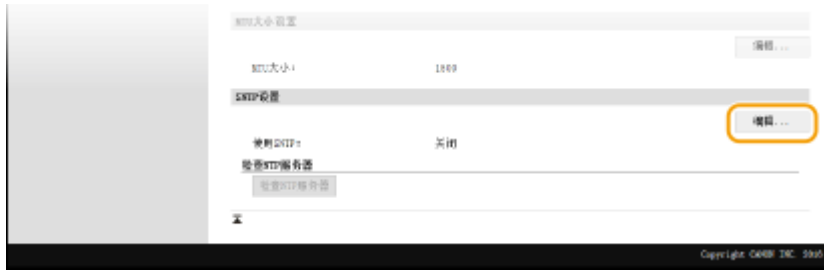 MTU大小设置
编辑...
MTU大小：
SNTP设置
编辑...
使用SNTP：
关闭
检查NTP服务器
检查NTP服务器
Copyright CANON INC.